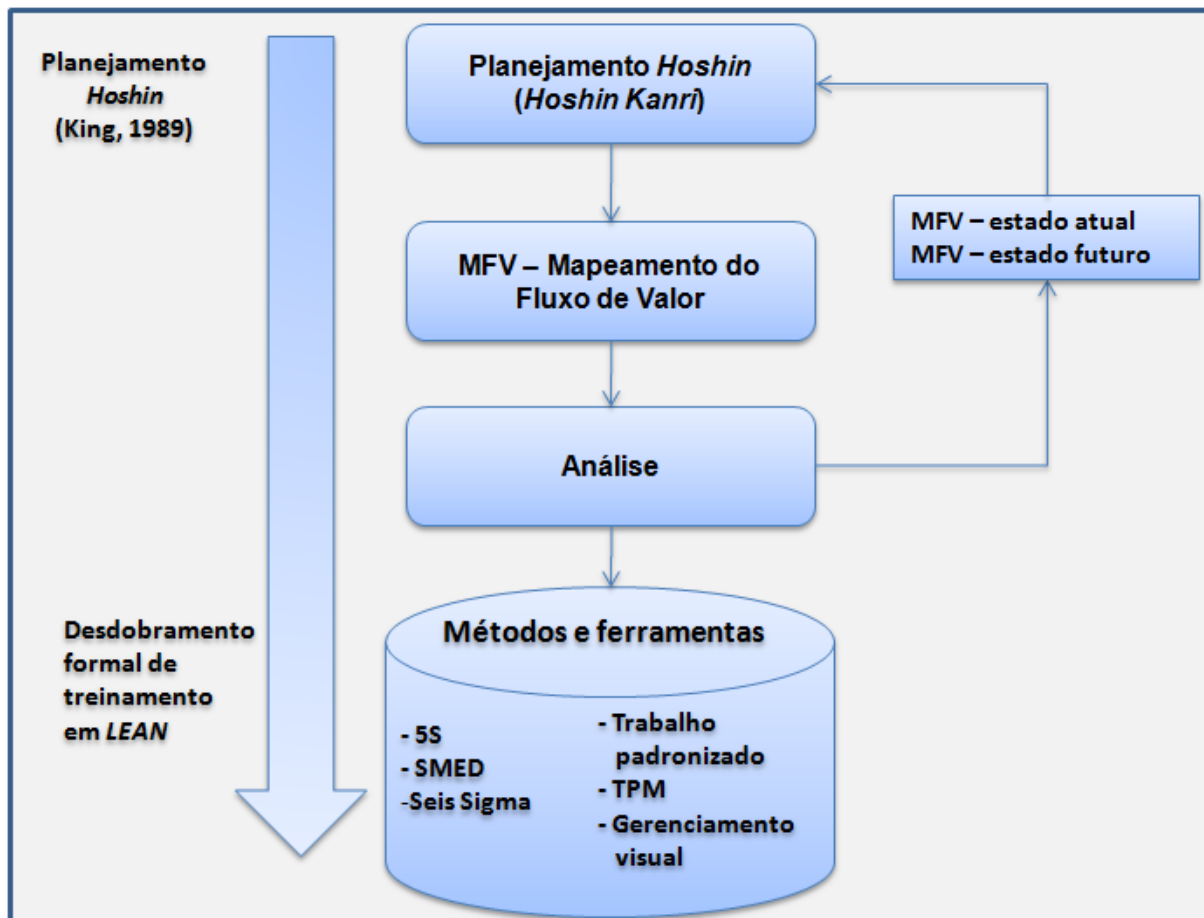 Planejamento
Hoshin
(King, 1989)
Planejamento Hoshin
(Hoshin Kanri)
MFV – estado atual
MFV – estado futuro
MFV – Mapeamento do
Fluxo de Valor
Análise
Desdobramento
formal de
treinamento
em LEAN
Métodos e ferramentas
- 5S
- SMED
-Seis Sigma
- Trabalho
padronizado
- TPM
- Gerenciamento
visual